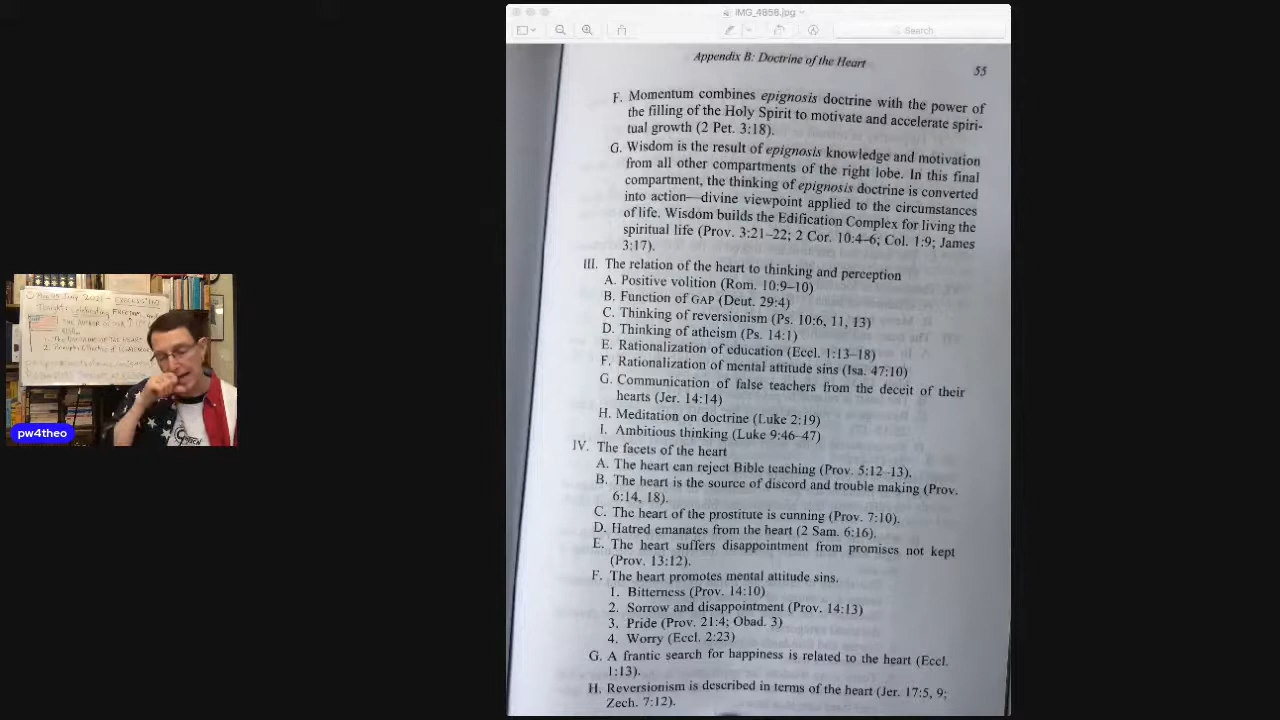 IMG_4858.jpg
Search
Appendix B: Doctrine of the Heart
55
F. Momentum combines epignosis doctrine with the power of
the filling of the Holy Spirit to motivate and accelerate spiri-
tual growth (2 Pet. 3:18).
G. Wisdom is the result of epignosis knowledge and motivation
from all other compartments of the right lobe. In this final
compartment, the thinking of epignosis doctrine is converted
into action—divine viewpoint applied to the circumstances
of life. Wisdom builds the Edification Complex for living the
spiritual life (Prov. 3:21–22; 2 Cor. 10:4–6; Col. 1:9; James
3:17).
III. The relation of the heart to thinking and perception
A. Positive volition (Rom. 10:9–10)
B. Function of GAP (Deut. 29:4)
C. Thinking of reversionism (Ps. 10:6, 11, 13)
D. Thinking of atheism (Ps. 14:1)
E. Rationalization of education (Eccl. 1:13–18)
F. Rationalization of mental attitude sins (Isa. 47:10)
G. Communication of false teachers from the deceit of their
hearts (Jer. 14:14)
H. Meditation on doctrine (Luke 2:19)
I. Ambitious thinking (Luke 9:46–47)
IV. The facets of the heart
A. The heart can reject Bible teaching (Prov. 5:12–13).
B. The heart is the source of discord and trouble making (Prov.
6:14, 18).
C. The heart of the prostitute is cunning (Prov. 7:10).
D. Hatred emanates from the heart (2 Sam. 6:16).
E. The heart suffers disappointment from promises not kept
(Prov. 13:12).
F. The heart promotes mental attitude sins.
1. Bitterness (Prov. 14:10)
2. Sorrow and disappointment (Prov. 14:13)
3. Pride (Prov. 21:4; Obad. 3)
4. Worry (Eccl. 2:23)
G. A frantic search for happiness is related to the heart (Eccl.
1:13).
H. Reversionism is described in terms of the heart (Jer. 17:5, 9;
Zech. 7:12).
pw4theo